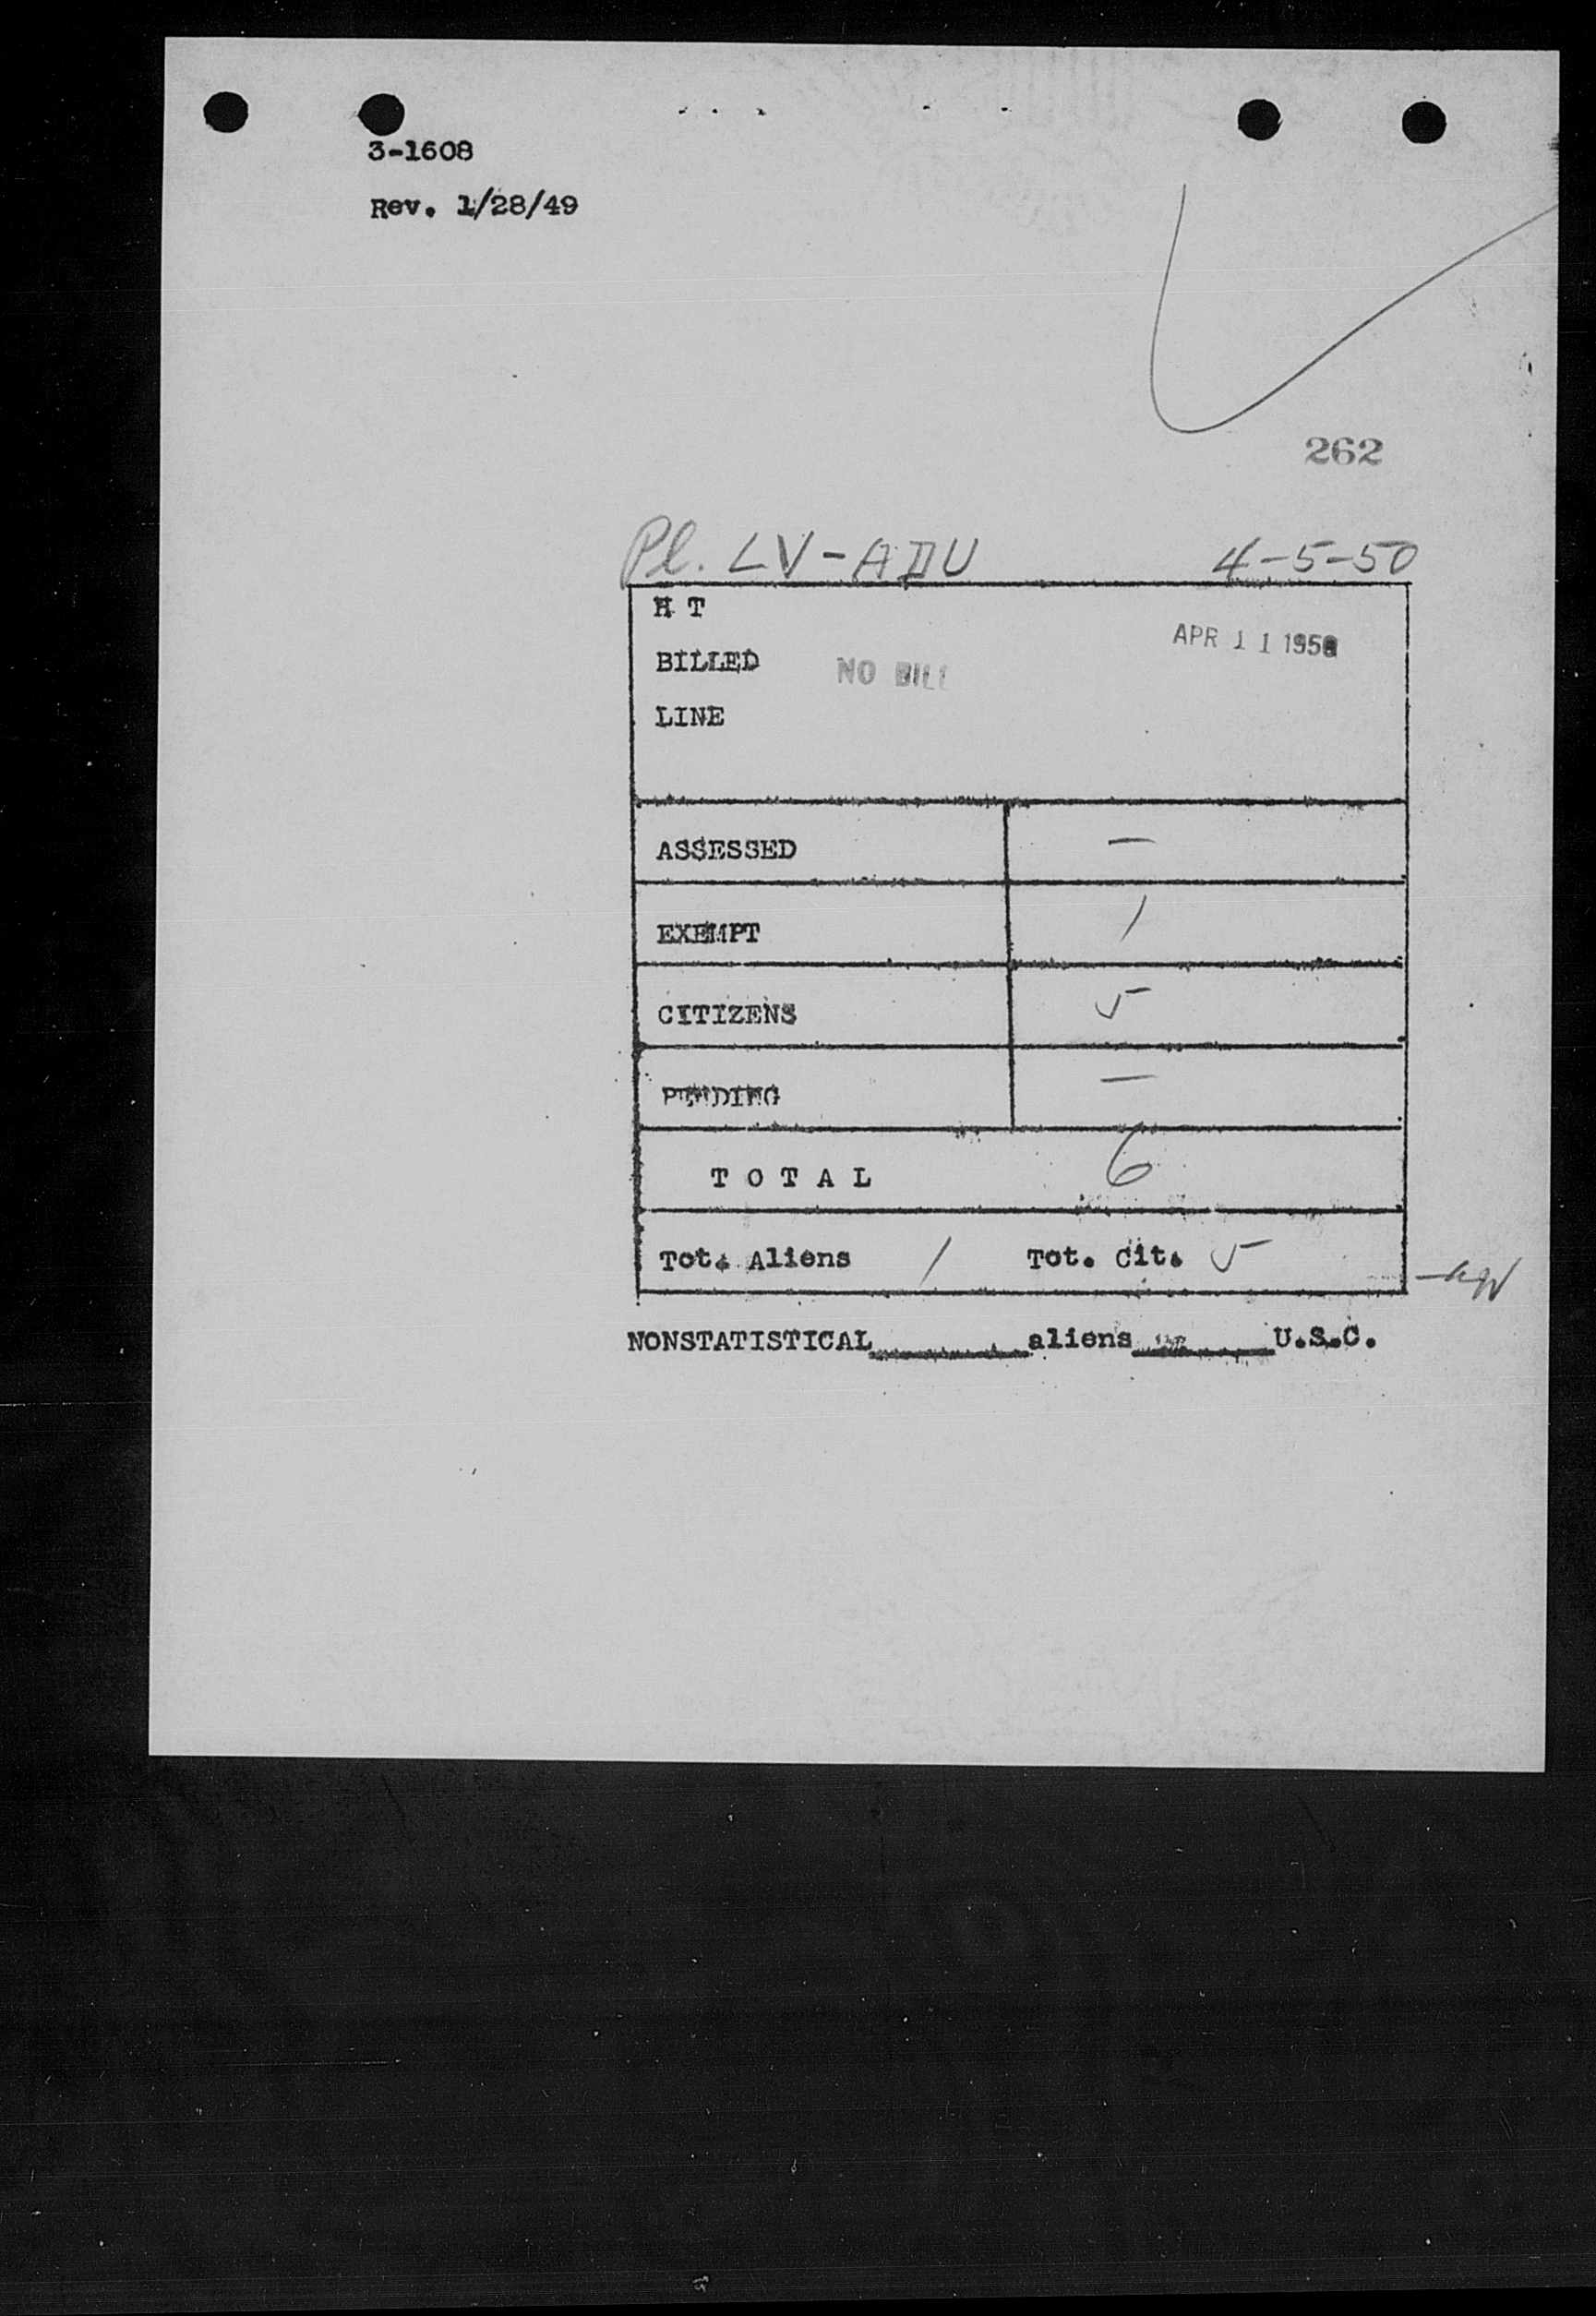 3-1608
Rev. 1/28/49
262
Pl. LV-ADU 4-5-50
H T
APR 11 1950
BILLED NO BILL
LINE
ASSESSED —
EXEMPT 1
CITIZENS 5
PENDING —
T O T A L 6
Tot. Aliens 1 Tot. Cit. 5
NONSTATISTICAL aliens U.S.C.